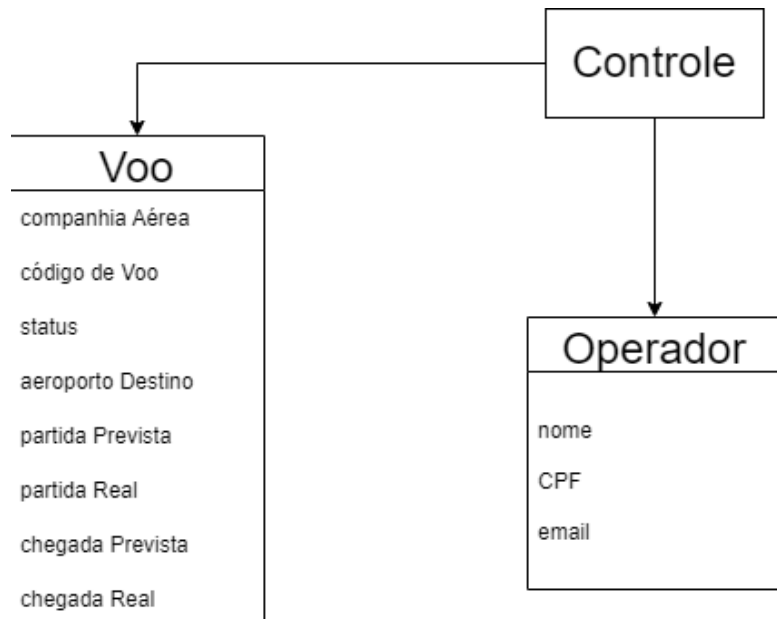 Controle
Voo
companhia Aérea
código de Voo
status
aeroporto Destino
partida Prevista
partida Real
chegada Prevista
chegada Real
Operador
nome
CPF
email